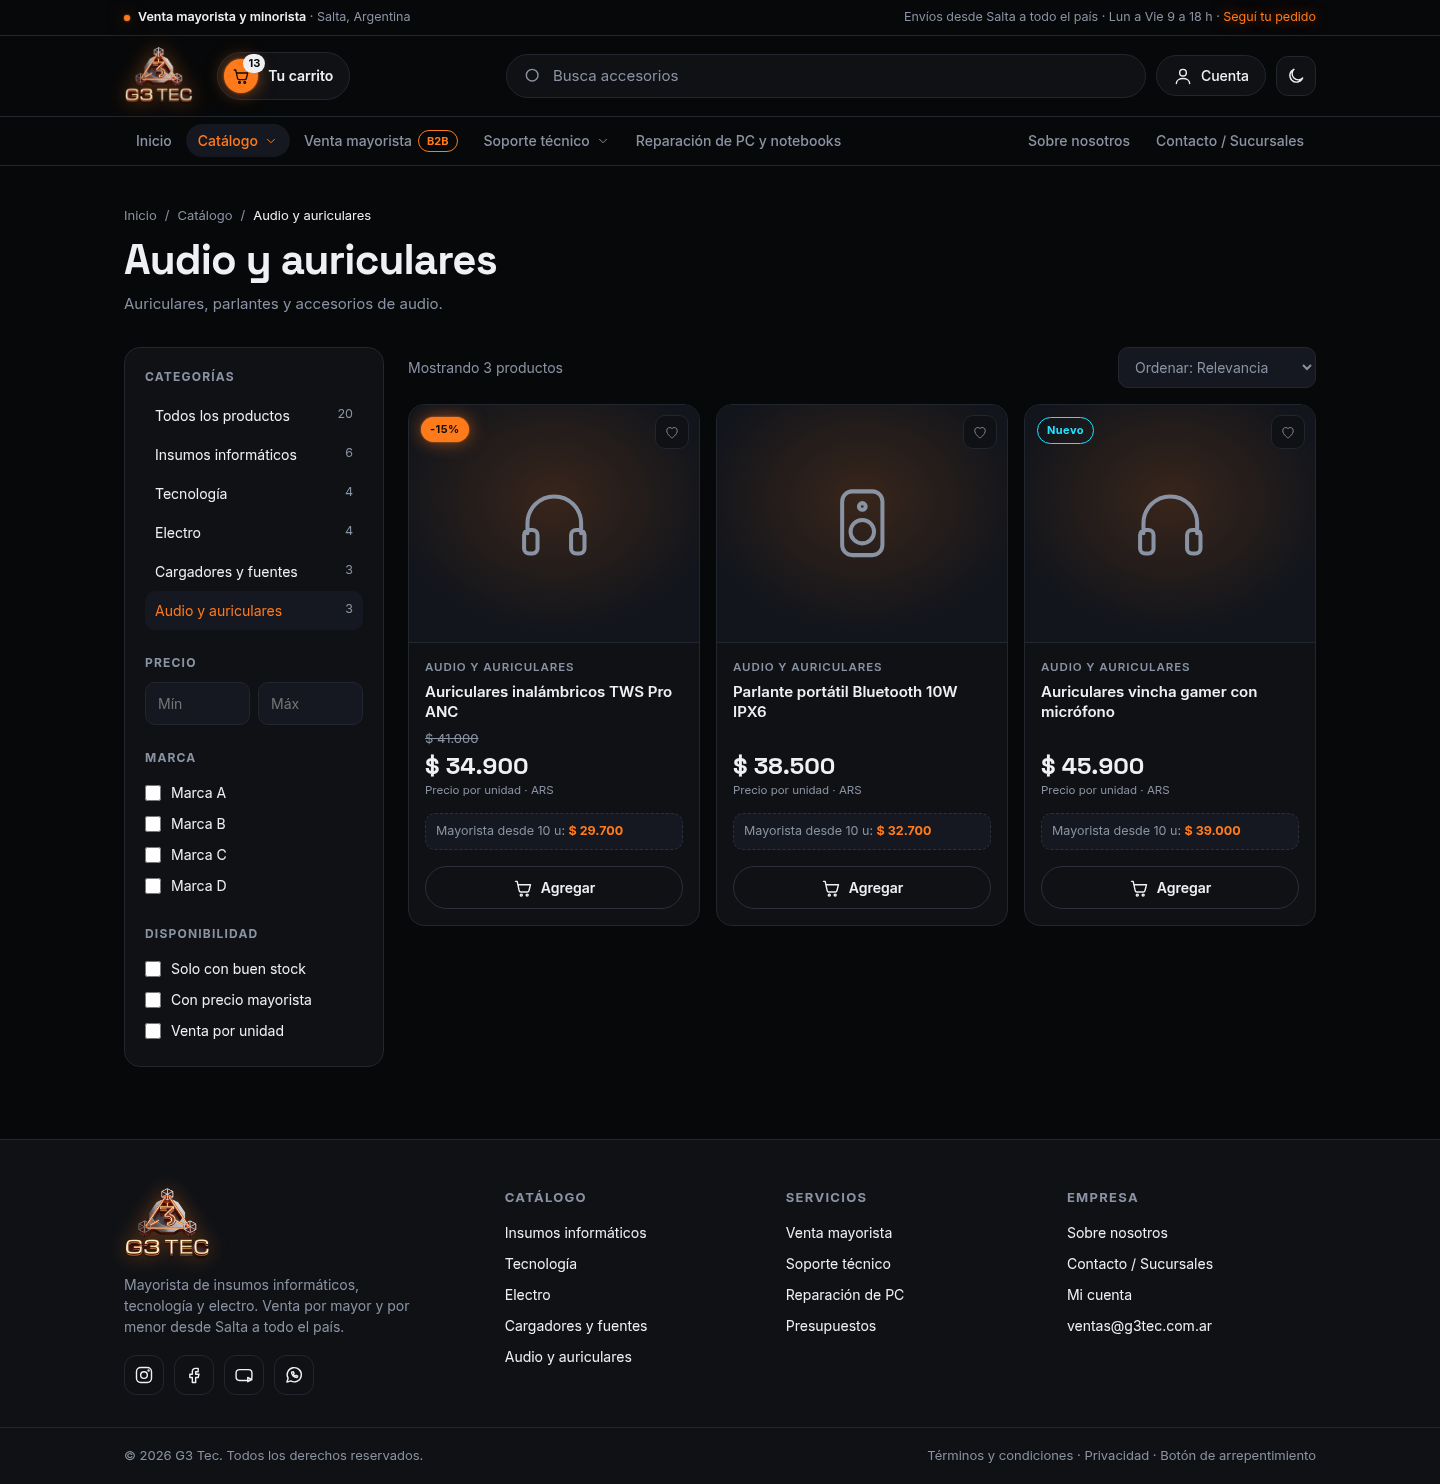 Venta mayorista y minorista · Salta, Argentina
Envíos desde Salta a todo el país · Lun a Vie 9 a 18 h · Seguí tu pedido
G3 TEC
13
Tu carrito
Busca accesorios
Cuenta
Inicio
Catálogo
Venta mayorista B2B
Soporte técnico
Reparación de PC y notebooks
Sobre nosotros
Contacto / Sucursales
Inicio / Catálogo / Audio y auriculares
Audio y auriculares
Auriculares, parlantes y accesorios de audio.
CATEGORÍAS
Todos los productos 20
Insumos informáticos 6
Tecnología 4
Electro 4
Cargadores y fuentes 3
Audio y auriculares 3
PRECIO
Mín
Máx
MARCA
Marca A
Marca B
Marca C
Marca D
DISPONIBILIDAD
Solo con buen stock
Con precio mayorista
Venta por unidad
Mostrando 3 productos
Ordenar: Relevancia
-15%
AUDIO Y AURICULARES
Auriculares inalámbricos TWS Pro
ANC
$ 41.000
$ 34.900
Precio por unidad · ARS
Mayorista desde 10 u: $ 29.700
Agregar
AUDIO Y AURICULARES
Parlante portátil Bluetooth 10W
IPX6
$ 38.500
Precio por unidad · ARS
Mayorista desde 10 u: $ 32.700
Agregar
Nuevo
AUDIO Y AURICULARES
Auriculares vincha gamer con
micrófono
$ 45.900
Precio por unidad · ARS
Mayorista desde 10 u: $ 39.000
Agregar
G3 TEC
Mayorista de insumos informáticos,
tecnología y electro. Venta por mayor y por
menor desde Salta a todo el país.
CATÁLOGO
Insumos informáticos
Tecnología
Electro
Cargadores y fuentes
Audio y auriculares
SERVICIOS
Venta mayorista
Soporte técnico
Reparación de PC
Presupuestos
EMPRESA
Sobre nosotros
Contacto / Sucursales
Mi cuenta
ventas@g3tec.com.ar
© 2026 G3 Tec. Todos los derechos reservados.
Términos y condiciones · Privacidad · Botón de arrepentimiento